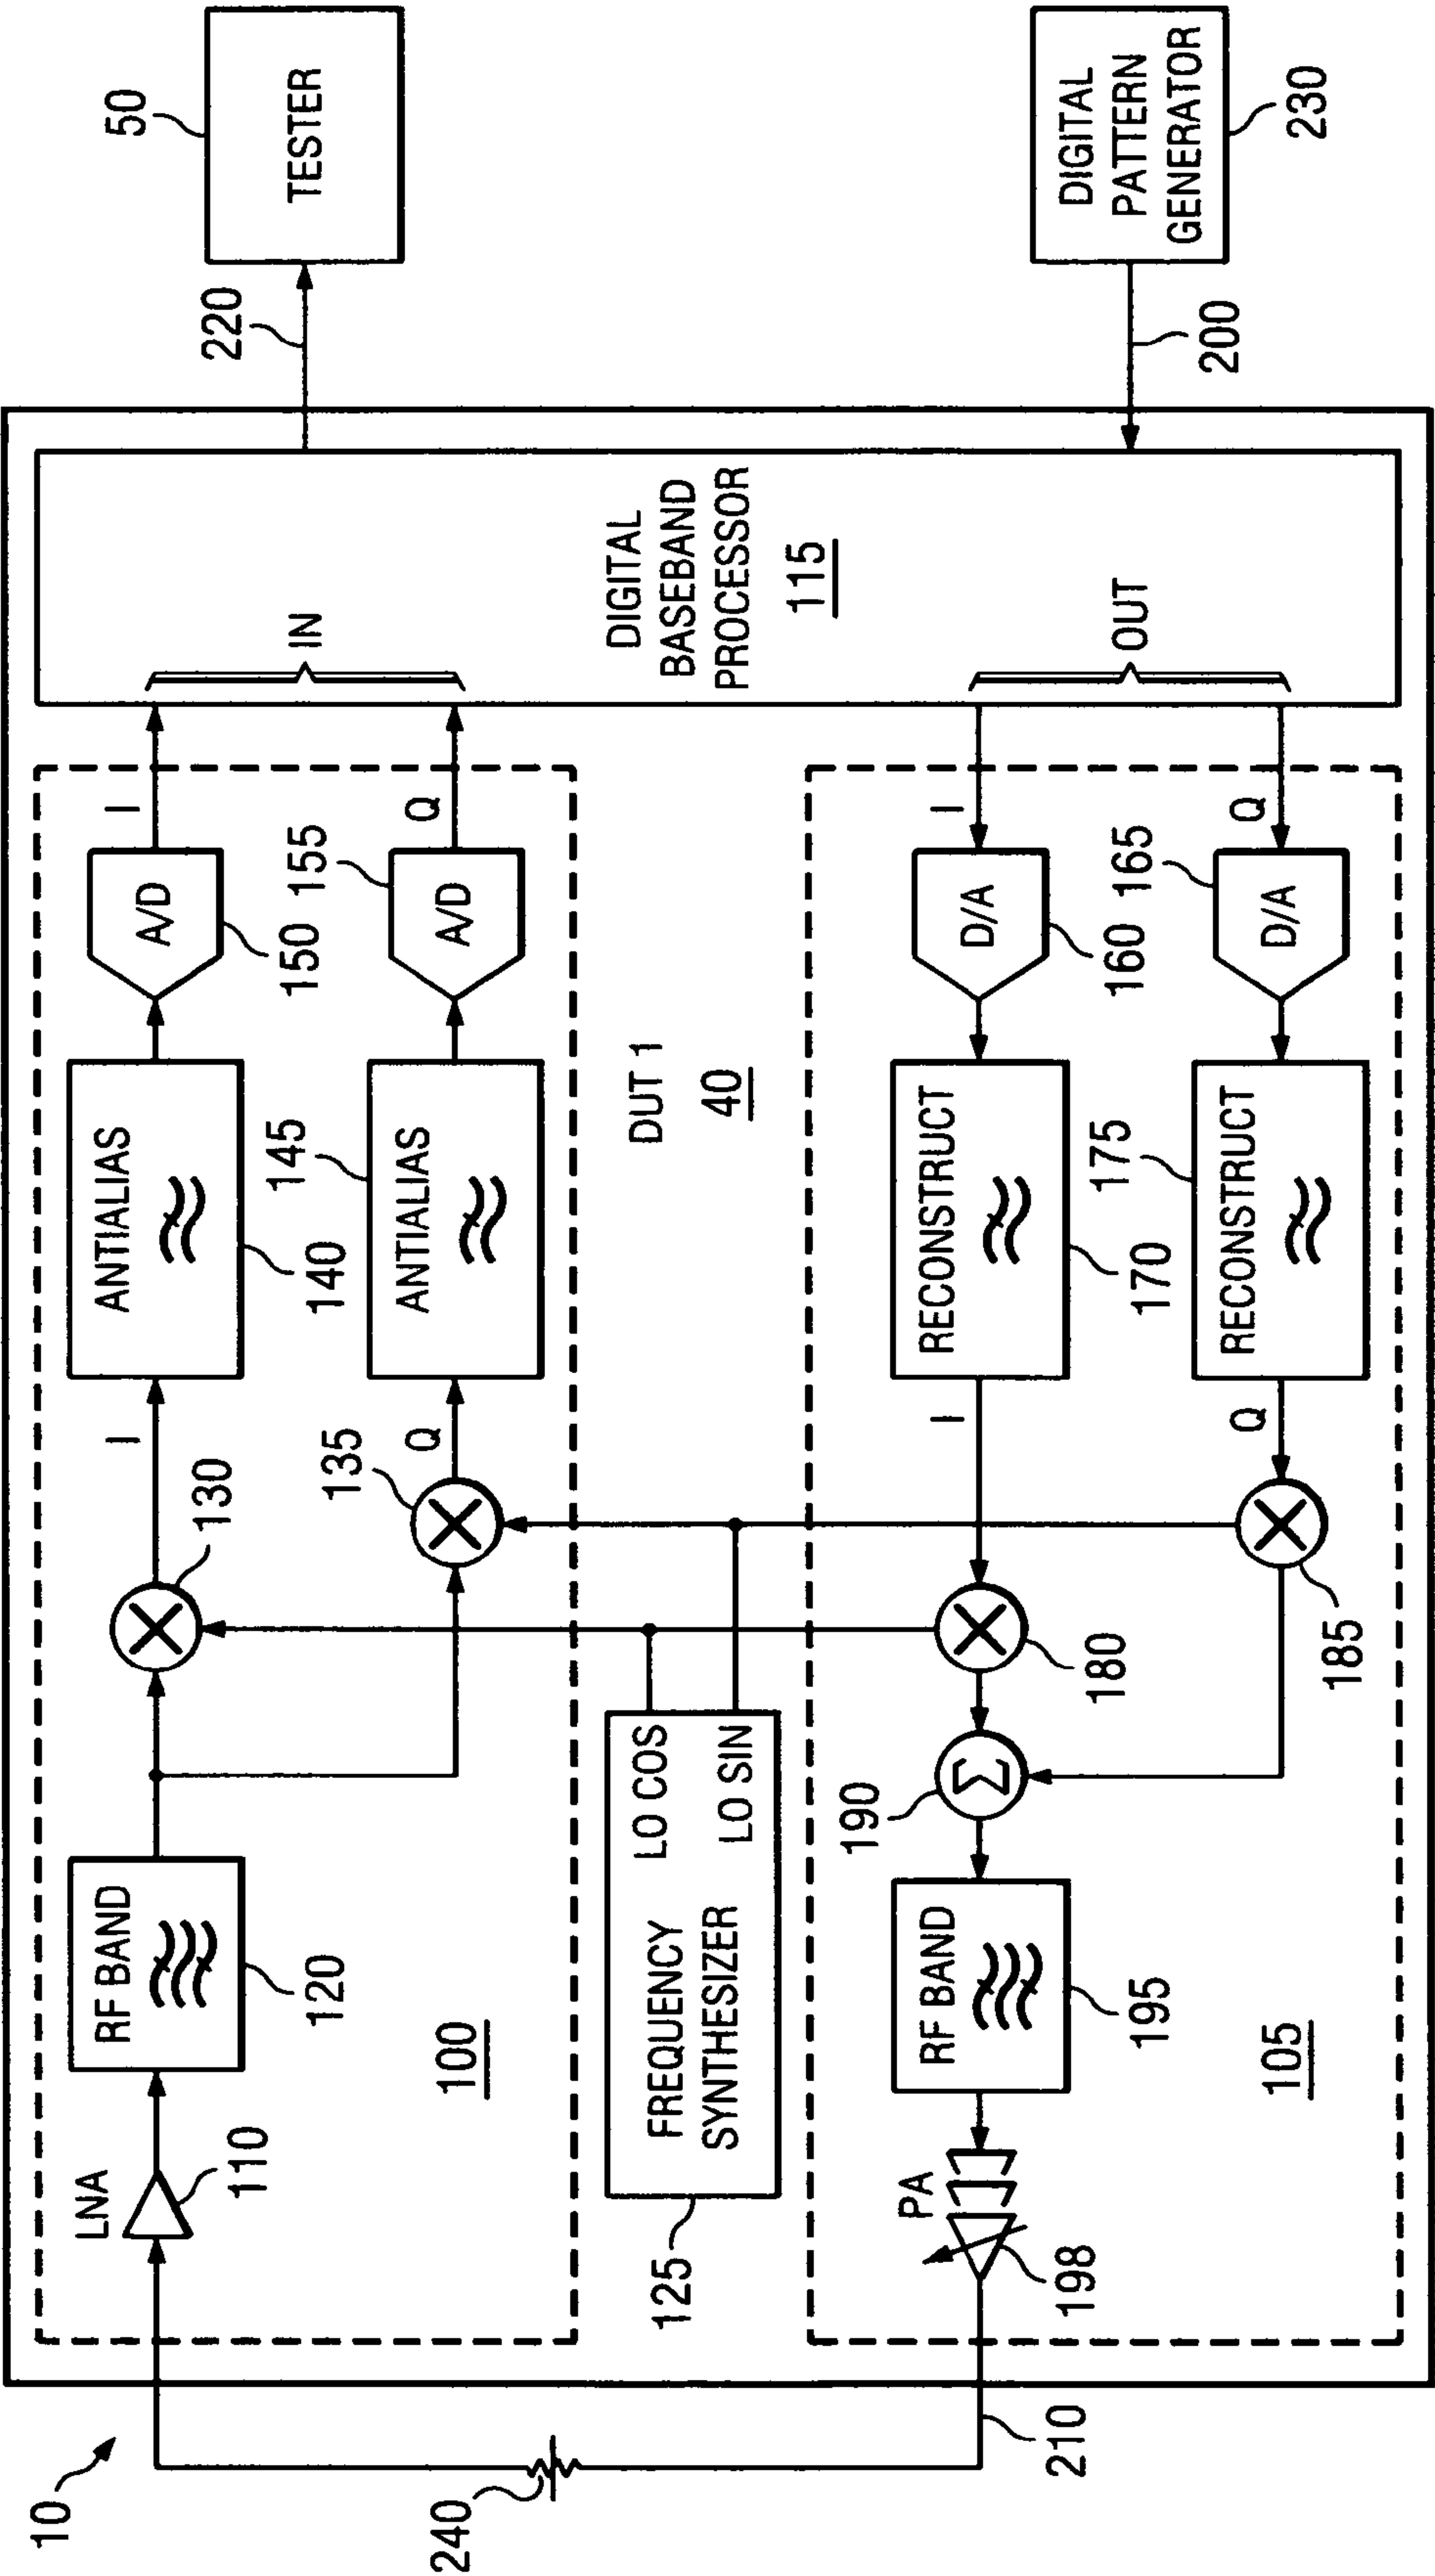 10
LNA
110
RF BAND
120
100
130
135
I
Q
ANTIALIAS
140
ANTIALIAS
145
A/D
150
A/D
155
I
Q
IN
DIGITAL
BASEBAND
PROCESSOR
115
OUT
220
TESTER
50
240
125
FREQUENCY
SYNTHESIZER
LO COS
LO SIN
DUT 1
40
210
PA
198
RF BAND
195
105
190
180
185
I
Q
RECONSTRUCT
170
RECONSTRUCT
175
D/A
160
D/A
165
I
Q
200
DIGITAL
PATTERN
GENERATOR
230
Σ